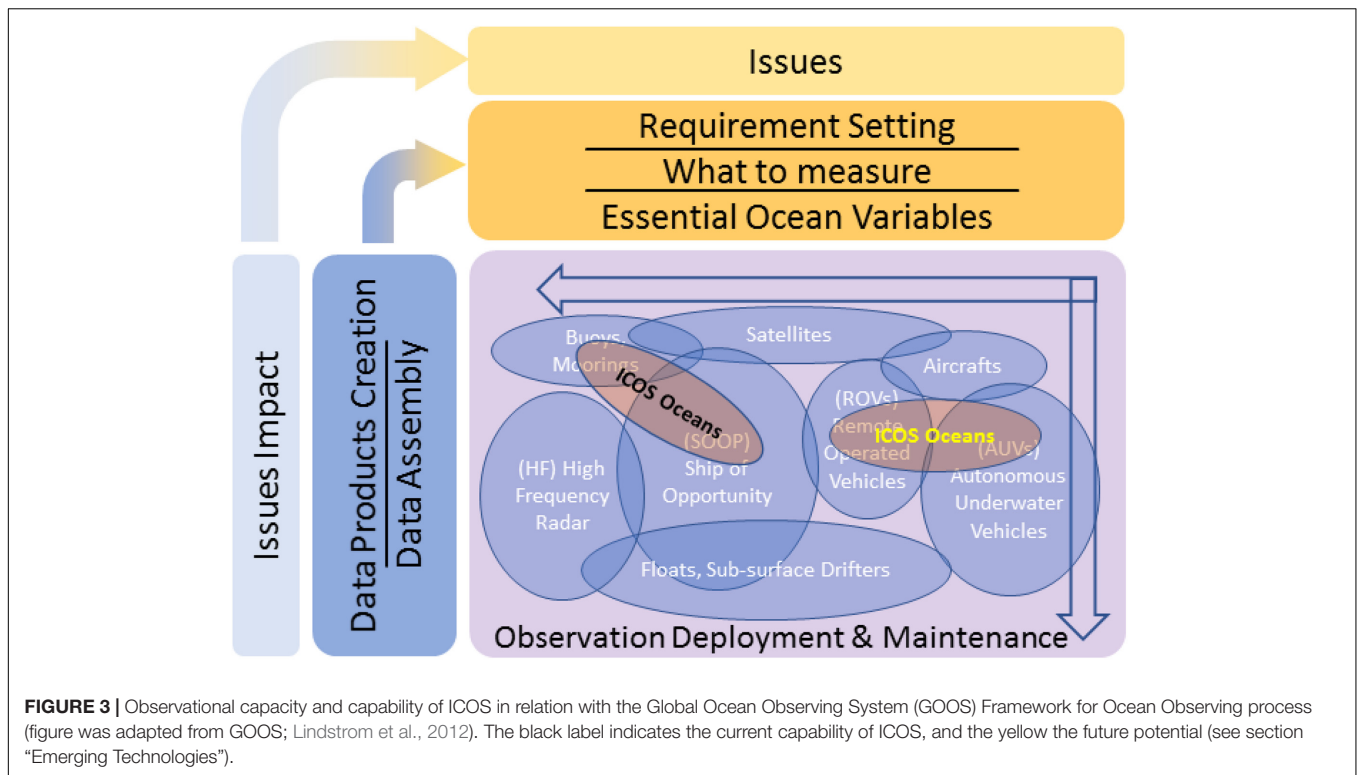 Issues
Requirement Setting
What to measure
Essential Ocean Variables
Issues Impact
Data Products Creation
Data Assembly
Buoys,
Moorings
Satellites
Aircrafts
ICOS Oceans
(SOOP)
Ship of
Opportunity
(HF) High
Frequency
Radar
(ROVs)
Remote
Operated
Vehicles
ICOS Oceans
(AUVs)
Autonomous
Underwater
Vehicles
Floats, Sub-surface Drifters
Observation Deployment & Maintenance
FIGURE 3 | Observational capacity and capability of ICOS in relation with the Global Ocean Observing System (GOOS) Framework for Ocean Observing process
(figure was adapted from GOOS; Lindstrom et al., 2012). The black label indicates the current capability of ICOS, and the yellow the future potential (see section
“Emerging Technologies”).